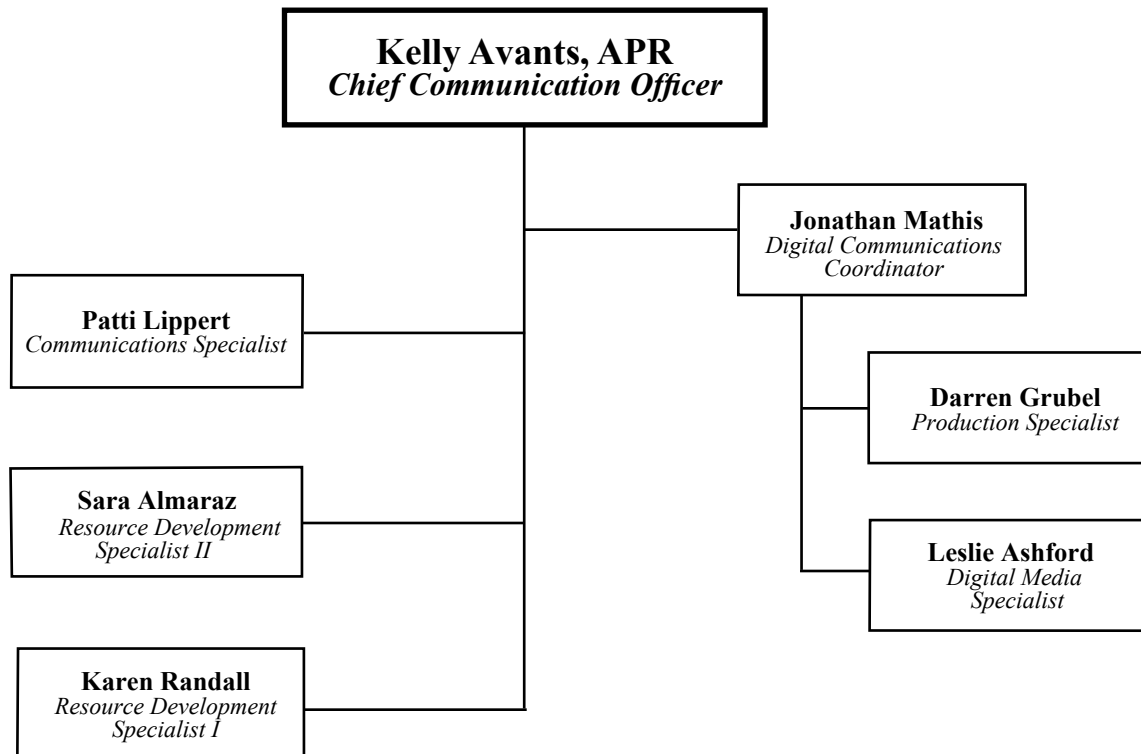 Kelly Avants, APR
Chief Communication Officer
Jonathan Mathis
Digital Communications
Coordinator
Patti Lippert
Communications Specialist
Darren Grubel
Production Specialist
Sara Almaraz
Resource Development
Specialist II
Leslie Ashford
Digital Media
Specialist
Karen Randall
Resource Development
Specialist I